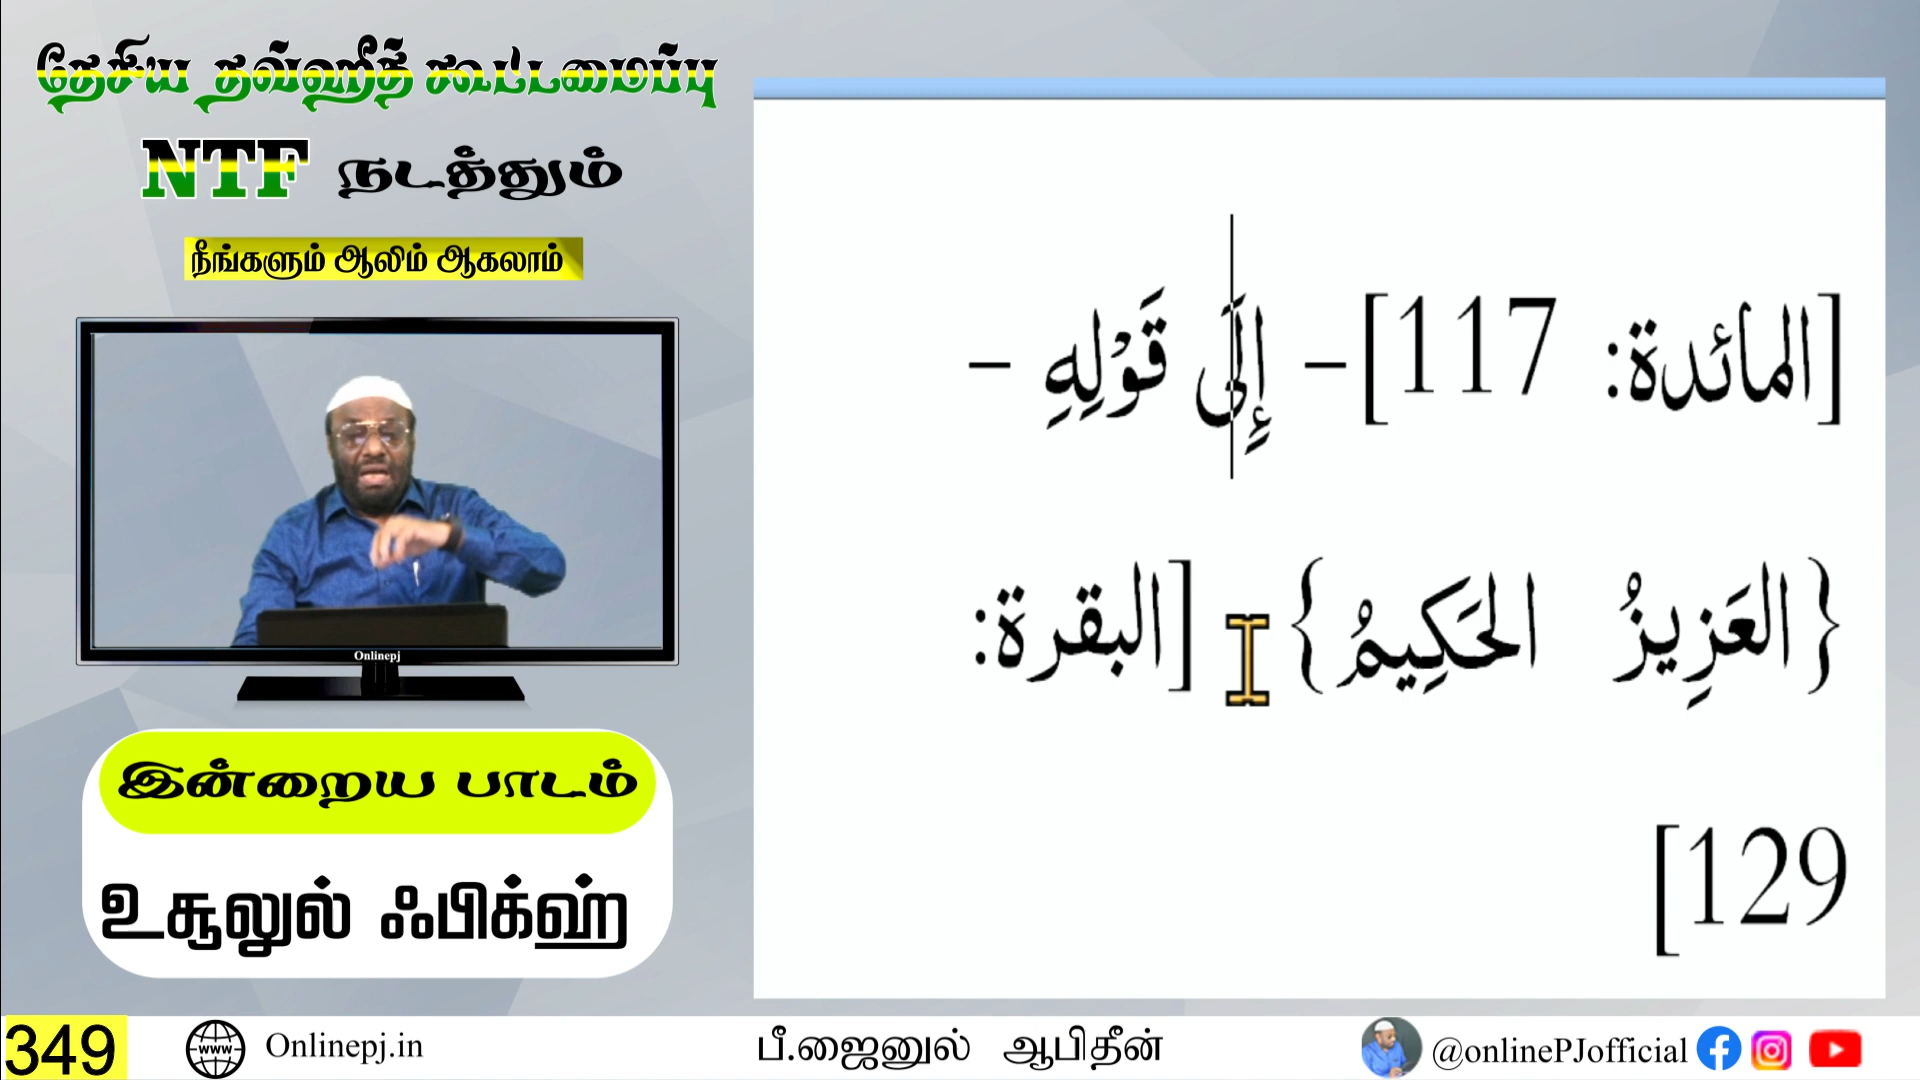 தேசிய தவ்ஹீத் கூட்டமைப்பு
NTF நடத்தும்
நீங்களும் ஆலிம் ஆகலாம்
Onlinepj
இன்றைய பாடம்
உசூலுல் ஃபிக்ஹ்
[المائدة: 117]- إِلَى قَوْلِهِ -
{العَزِيزُ الحَكِيمُ} [البقرة:
129]
349
www
Onlinepj.in
பீ.ஜைனுல் ஆபிதீன்
@onlinePJofficial